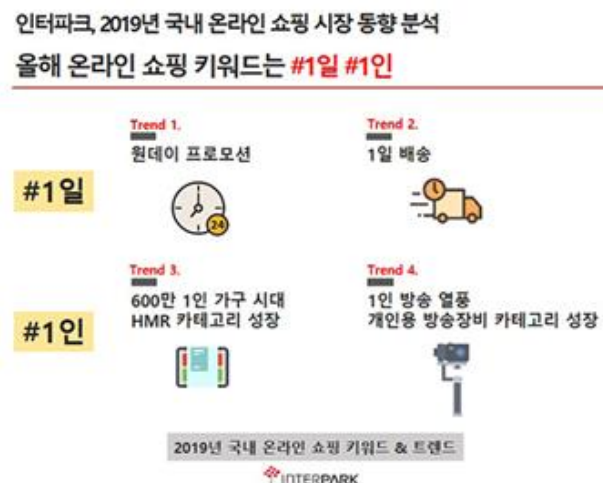 인터파크, 2019년 국내 온라인 쇼핑 시장 동향 분석
올해 온라인 쇼핑 키워드는 #1일 #1인
#1일
Trend 1.
원데이 프로모션
24
Trend 2.
1일 배송
#1인
Trend 3.
600만 1인 가구 시대
HMR 카테고리 성장
Trend 4.
1인 방송 열풍
개인용 방송장비 카테고리 성장
2019년 국내 온라인 쇼핑 키워드 & 트렌드
INTERPARK